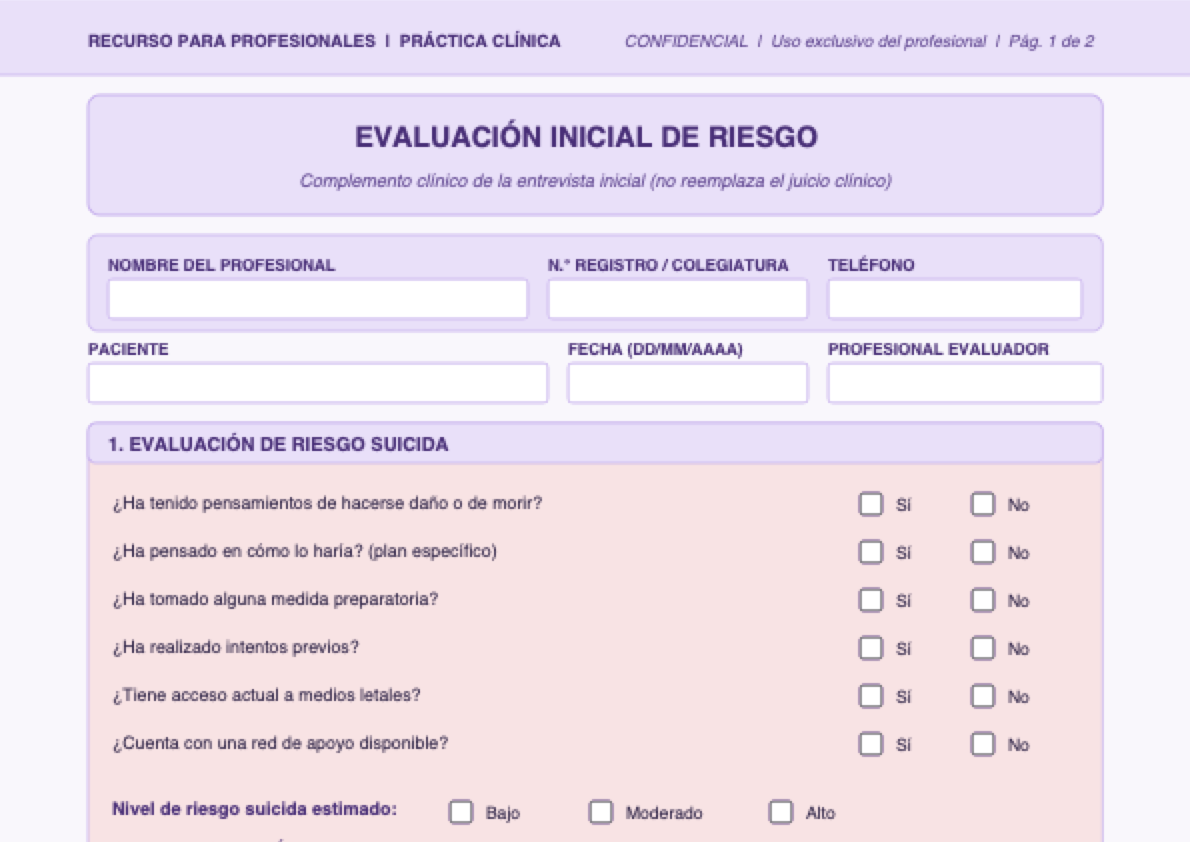 RECURSO PARA PROFESIONALES | PRÁCTICA CLÍNICA
CONFIDENCIAL | Uso exclusivo del profesional | Pág. 1 de 2
EVALUACIÓN INICIAL DE RIESGO
Complemento clínico de la entrevista inicial (no reemplaza el juicio clínico)
NOMBRE DEL PROFESIONAL
N.° REGISTRO / COLEGIATURA
TELÉFONO
PACIENTE
FECHA (DD/MM/AAAA)
PROFESIONAL EVALUADOR
1. EVALUACIÓN DE RIESGO SUICIDA
¿Ha tenido pensamientos de hacerse daño o de morir? Sí No
¿Ha pensado en cómo lo haría? (plan específico) Sí No
¿Ha tomado alguna medida preparatoria? Sí No
¿Ha realizado intentos previos? Sí No
¿Tiene acceso actual a medios letales? Sí No
¿Cuenta con una red de apoyo disponible? Sí No
Nivel de riesgo suicida estimado: Bajo Moderado Alto